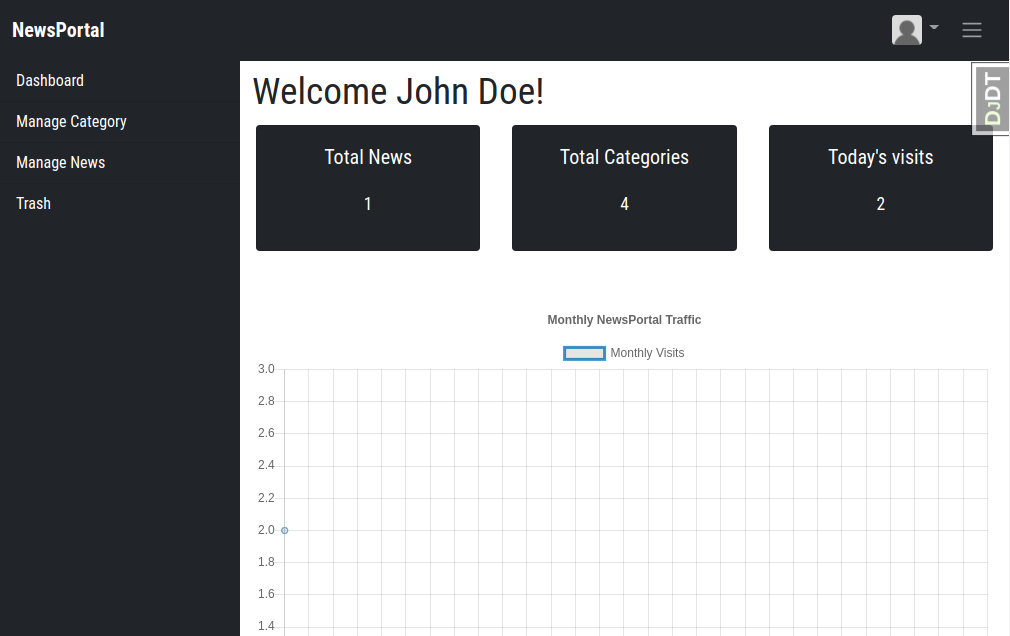 NewsPortal
Dashboard
Manage Category
Manage News
Trash
Welcome John Doe!
DJDT
Total News
1
Total Categories
4
Today's visits
2
Monthly NewsPortal Traffic
Monthly Visits
3.0
2.8
2.6
2.4
2.2
2.0
1.8
1.6
1.4